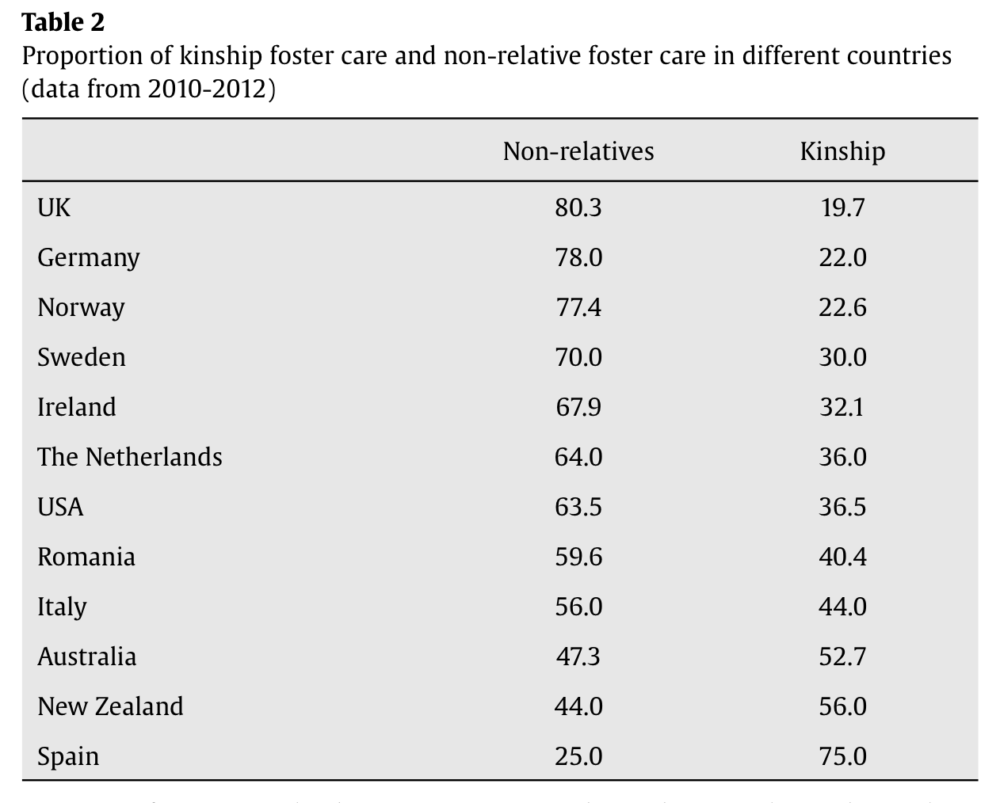 Table 2
Proportion of kinship foster care and non-relative foster care in different countries
(data from 2010-2012)
Non-relatives Kinship
UK 80.3 19.7
Germany 78.0 22.0
Norway 77.4 22.6
Sweden 70.0 30.0
Ireland 67.9 32.1
The Netherlands 64.0 36.0
USA 63.5 36.5
Romania 59.6 40.4
Italy 56.0 44.0
Australia 47.3 52.7
New Zealand 44.0 56.0
Spain 25.0 75.0